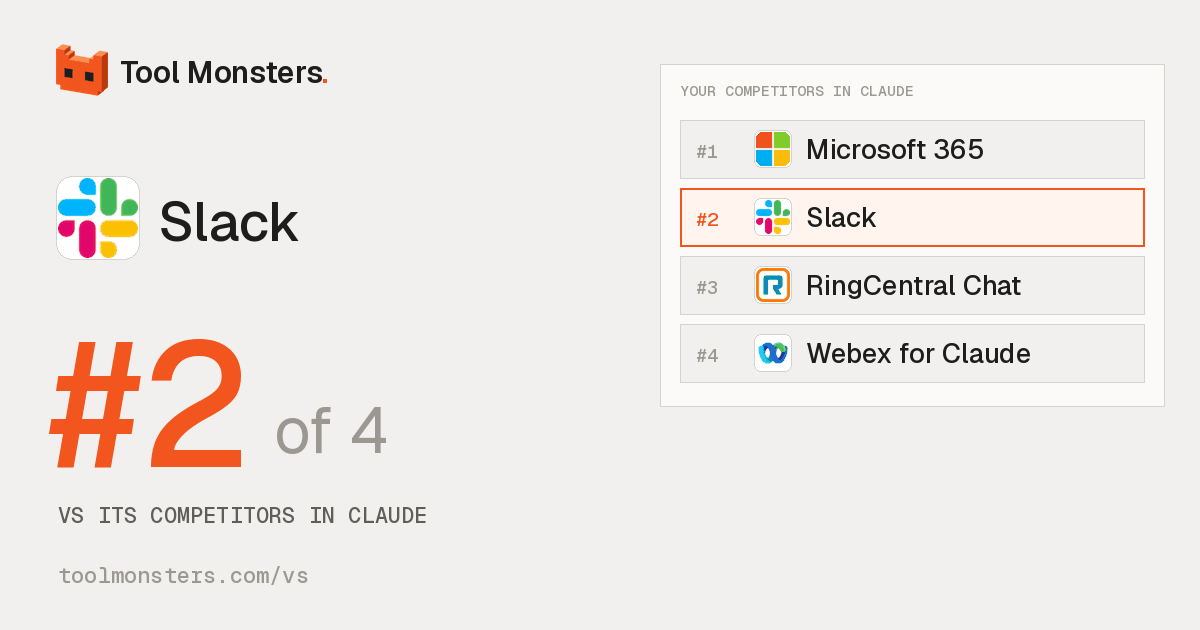 Tool Monsters.
Slack
#2 of 4
VS ITS COMPETITORS IN CLAUDE
toolmonsters.com/vs
YOUR COMPETITORS IN CLAUDE
#1 Microsoft 365
#2 Slack
#3 RingCentral Chat
#4 Webex for Claude